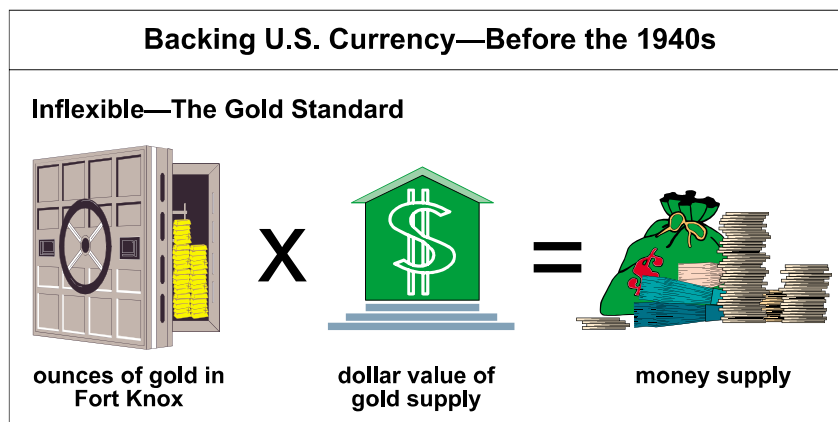 Backing U.S. Currency—Before the 1940s
Inflexible—The Gold Standard
$
X
=
ounces of gold in
Fort Knox
dollar value of
gold supply
money supply